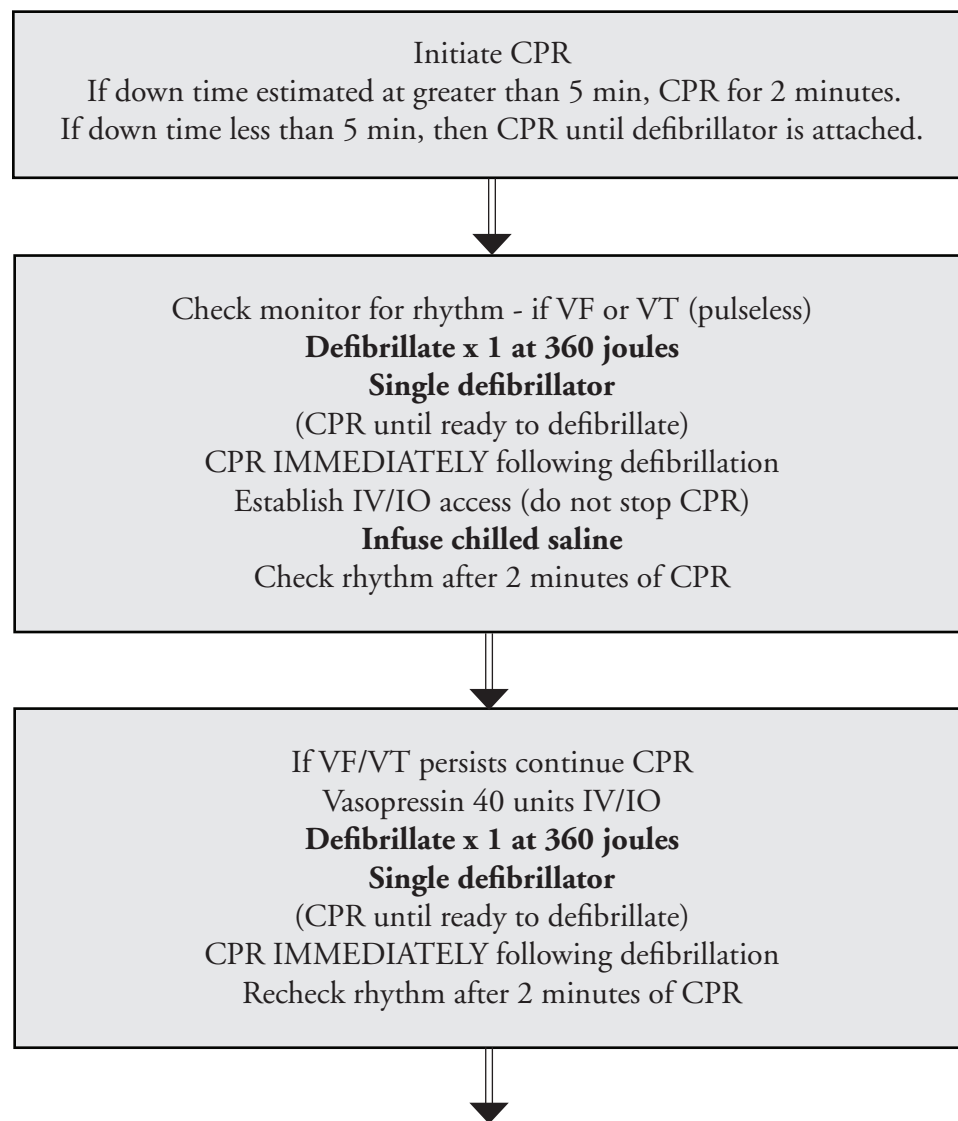 Initiate CPR
If down time estimated at greater than 5 min, CPR for 2 minutes.
If down time less than 5 min, then CPR until defibrillator is attached.
Check monitor for rhythm - if VF or VT (pulseless)
Defibrillate x 1 at 360 joules
Single defibrillator
(CPR until ready to defibrillate)
CPR IMMEDIATELY following defibrillation
Establish IV/IO access (do not stop CPR)
Infuse chilled saline
Check rhythm after 2 minutes of CPR
If VF/VT persists continue CPR
Vasopressin 40 units IV/IO
Defibrillate x 1 at 360 joules
Single defibrillator
(CPR until ready to defibrillate)
CPR IMMEDIATELY following defibrillation
Recheck rhythm after 2 minutes of CPR